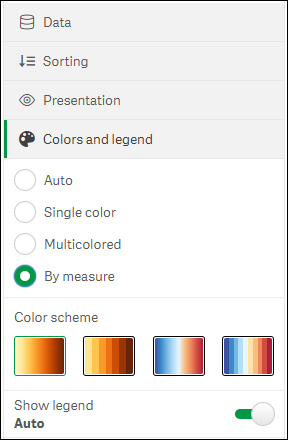 Data
Sorting
Presentation
Colors and legend
Auto
Single color
Multicolored
By measure
Color scheme
Show legend
Auto